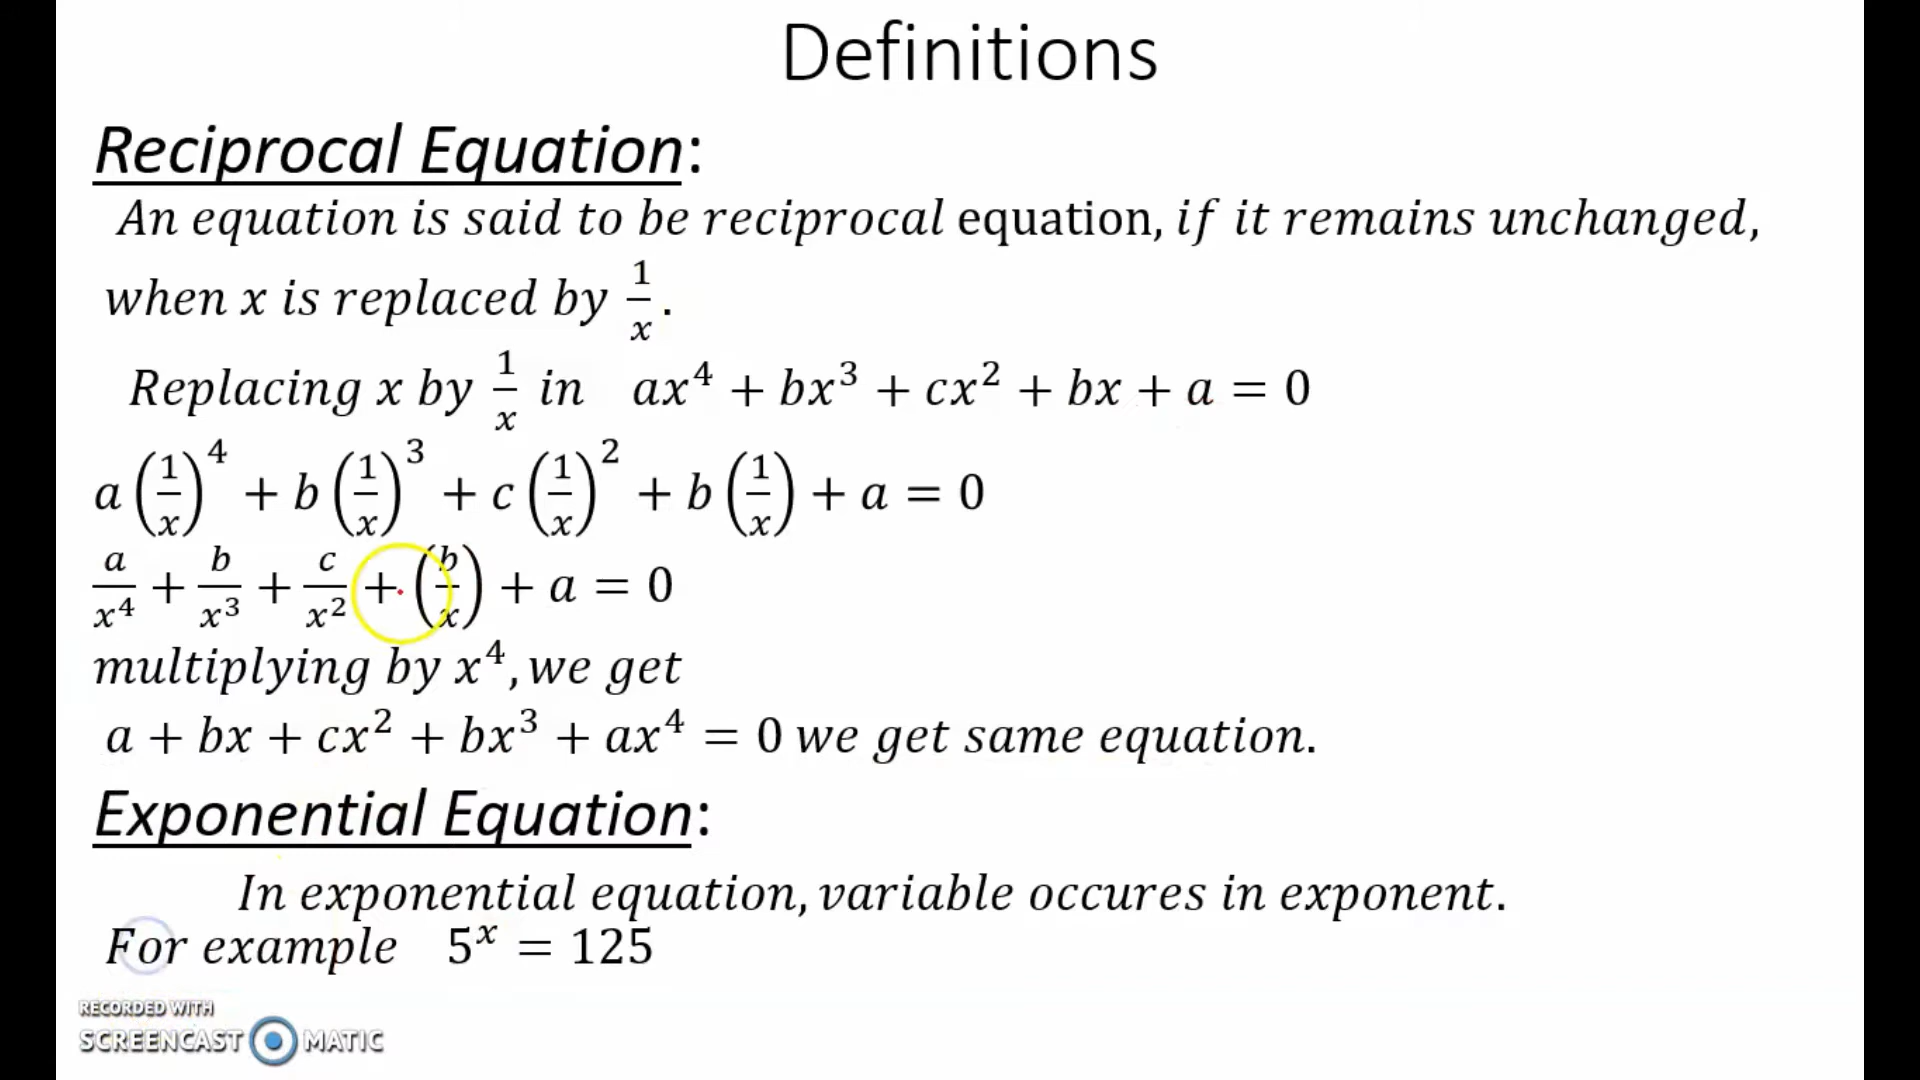 Definitions
Reciprocal Equation:
An equation is said to be reciprocal equation, if it remains unchanged,
when x is replaced by 1/x.
Replacing x by 1/x in ax⁴ + bx³ + cx² + bx + a = 0
a(1/x)⁴ + b(1/x)³ + c(1/x)² + b(1/x) + a = 0
a/x⁴ + b/x³ + c/x² + (b/x) + a = 0
multiplying by x⁴, we get
a + bx + cx² + bx³ + ax⁴ = 0 we get same equation.
Exponential Equation:
In exponential equation, variable occures in exponent.
For example 5ˣ = 125
RECORDED WITH
SCREENCAST MATIC